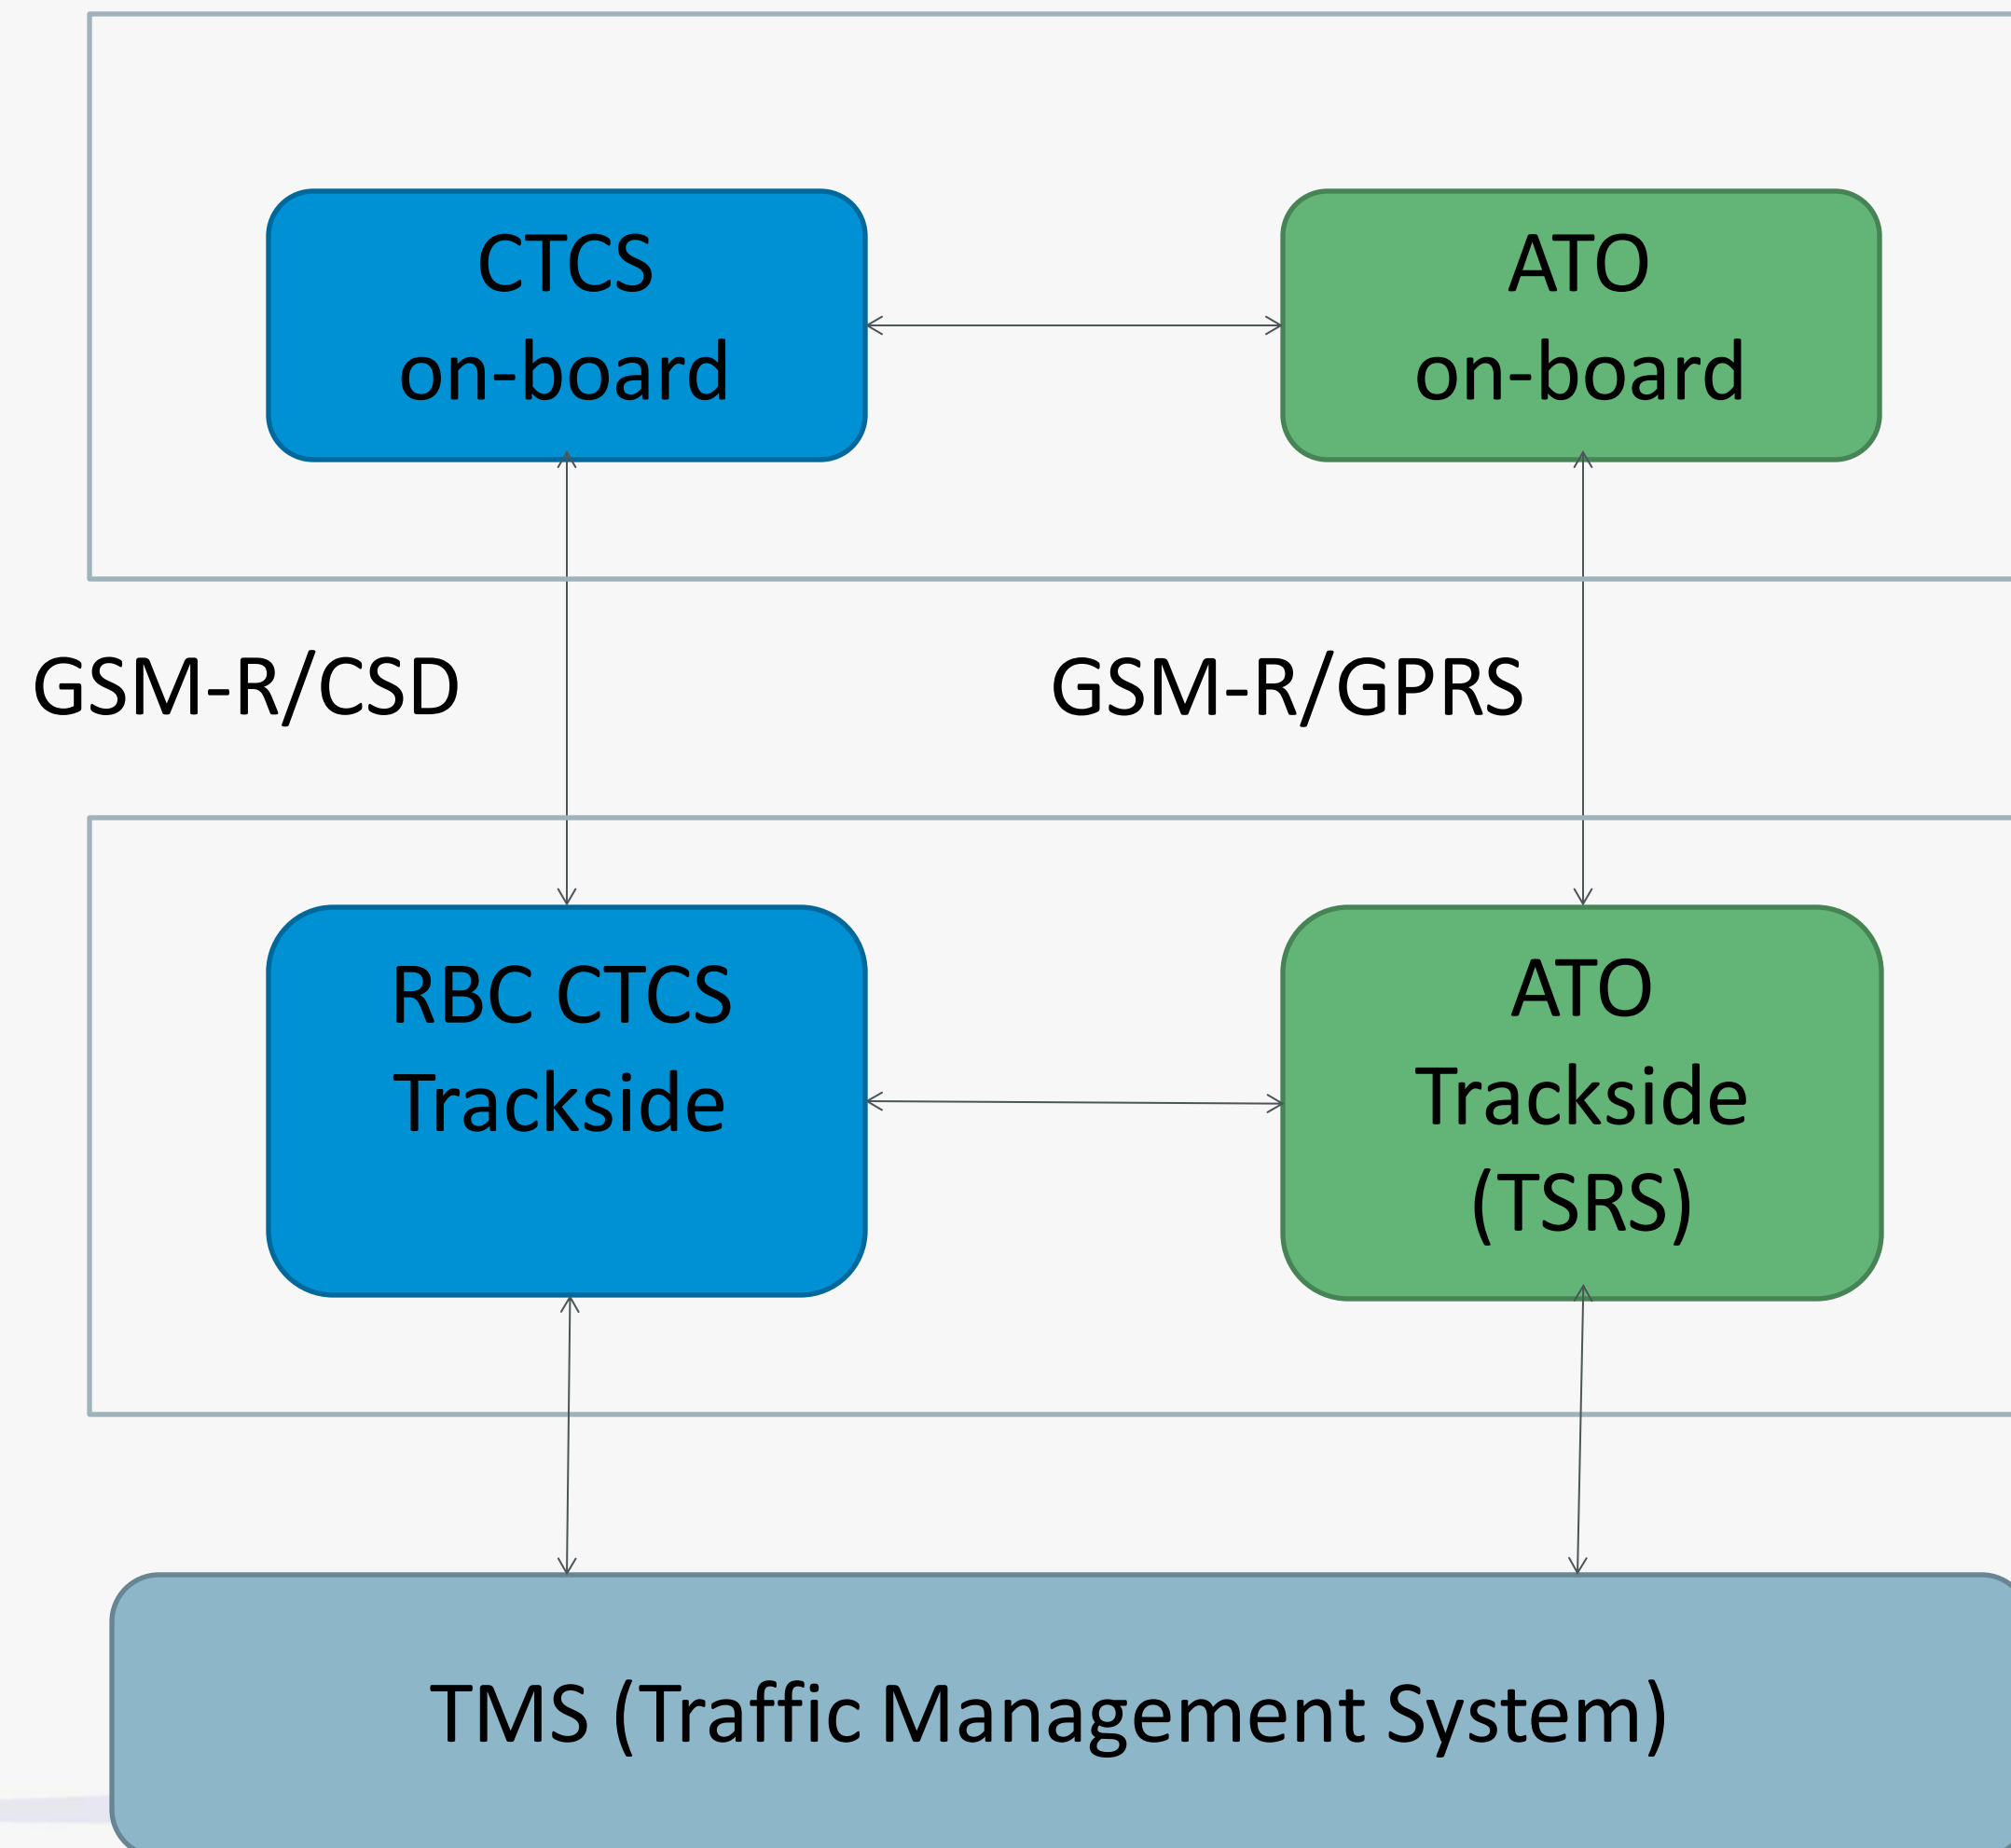 CTCS
on-board
ATO
on-board
GSM-R/CSD
GSM-R/GPRS
RBC CTCS
Trackside
ATO
Trackside
(TSRS)
TMS (Traffic Management System)